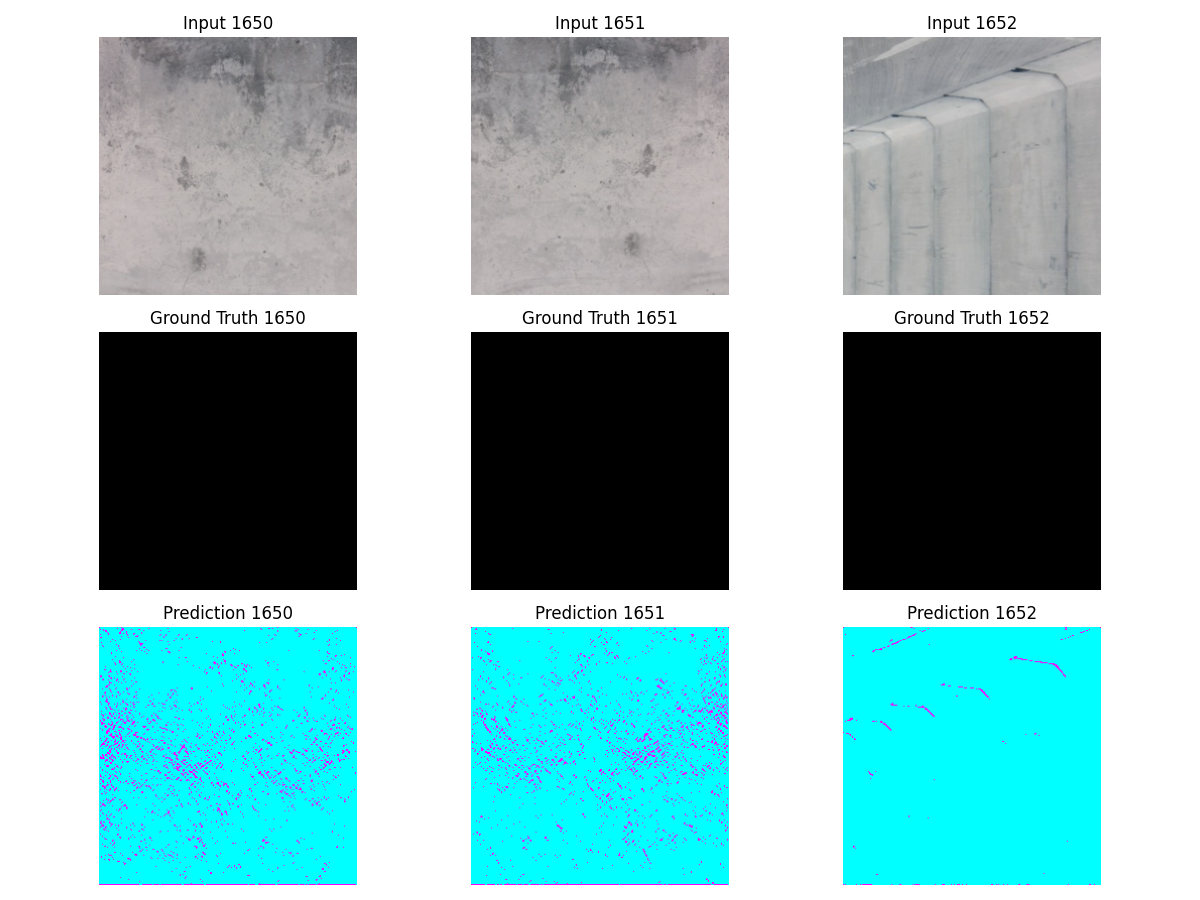 Input 1650
Input 1651
Input 1652
Ground Truth 1650
Ground Truth 1651
Ground Truth 1652
Prediction 1650
Prediction 1651
Prediction 1652